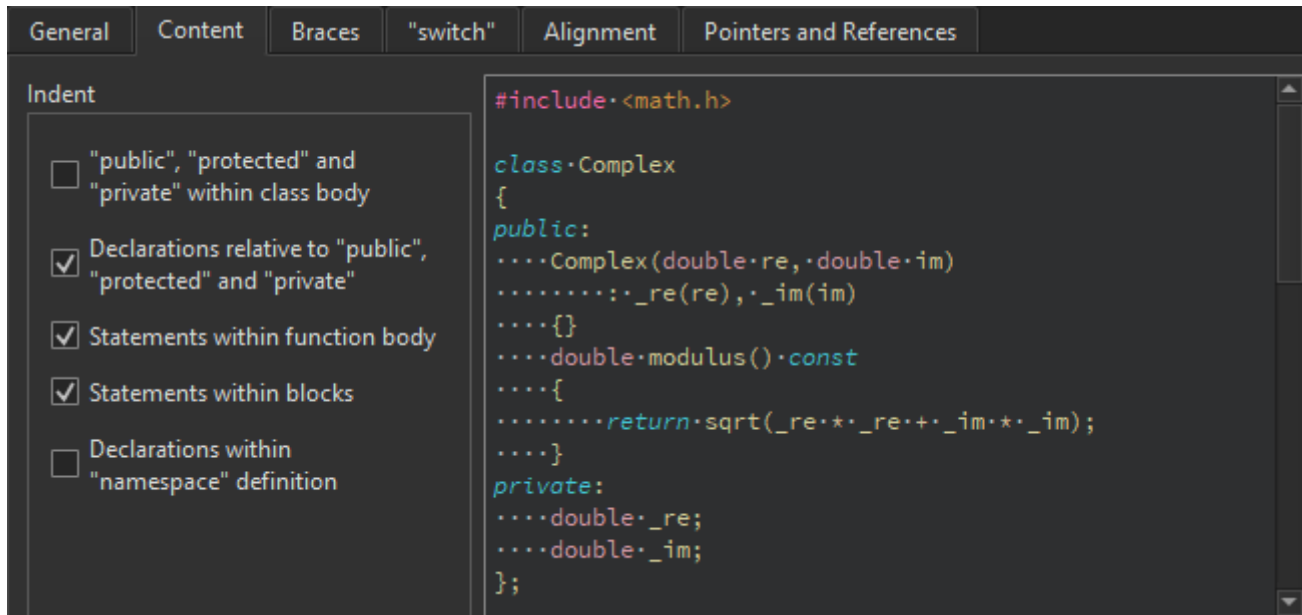 General Content Braces "switch" Alignment Pointers and References
Indent
"public", "protected" and
"private" within class body
Declarations relative to "public",
"protected" and "private"
Statements within function body
Statements within blocks
Declarations within
"namespace" definition
#include·<math.h>
class·Complex
{
public:
····Complex(double·re,·double·im)
········:·_re(re),·_im(im)
····{}
····double·modulus()·const
····{
········return·sqrt(_re·*·_re·+·_im·*·_im);
····}
private:
····double·_re;
····double·_im;
};